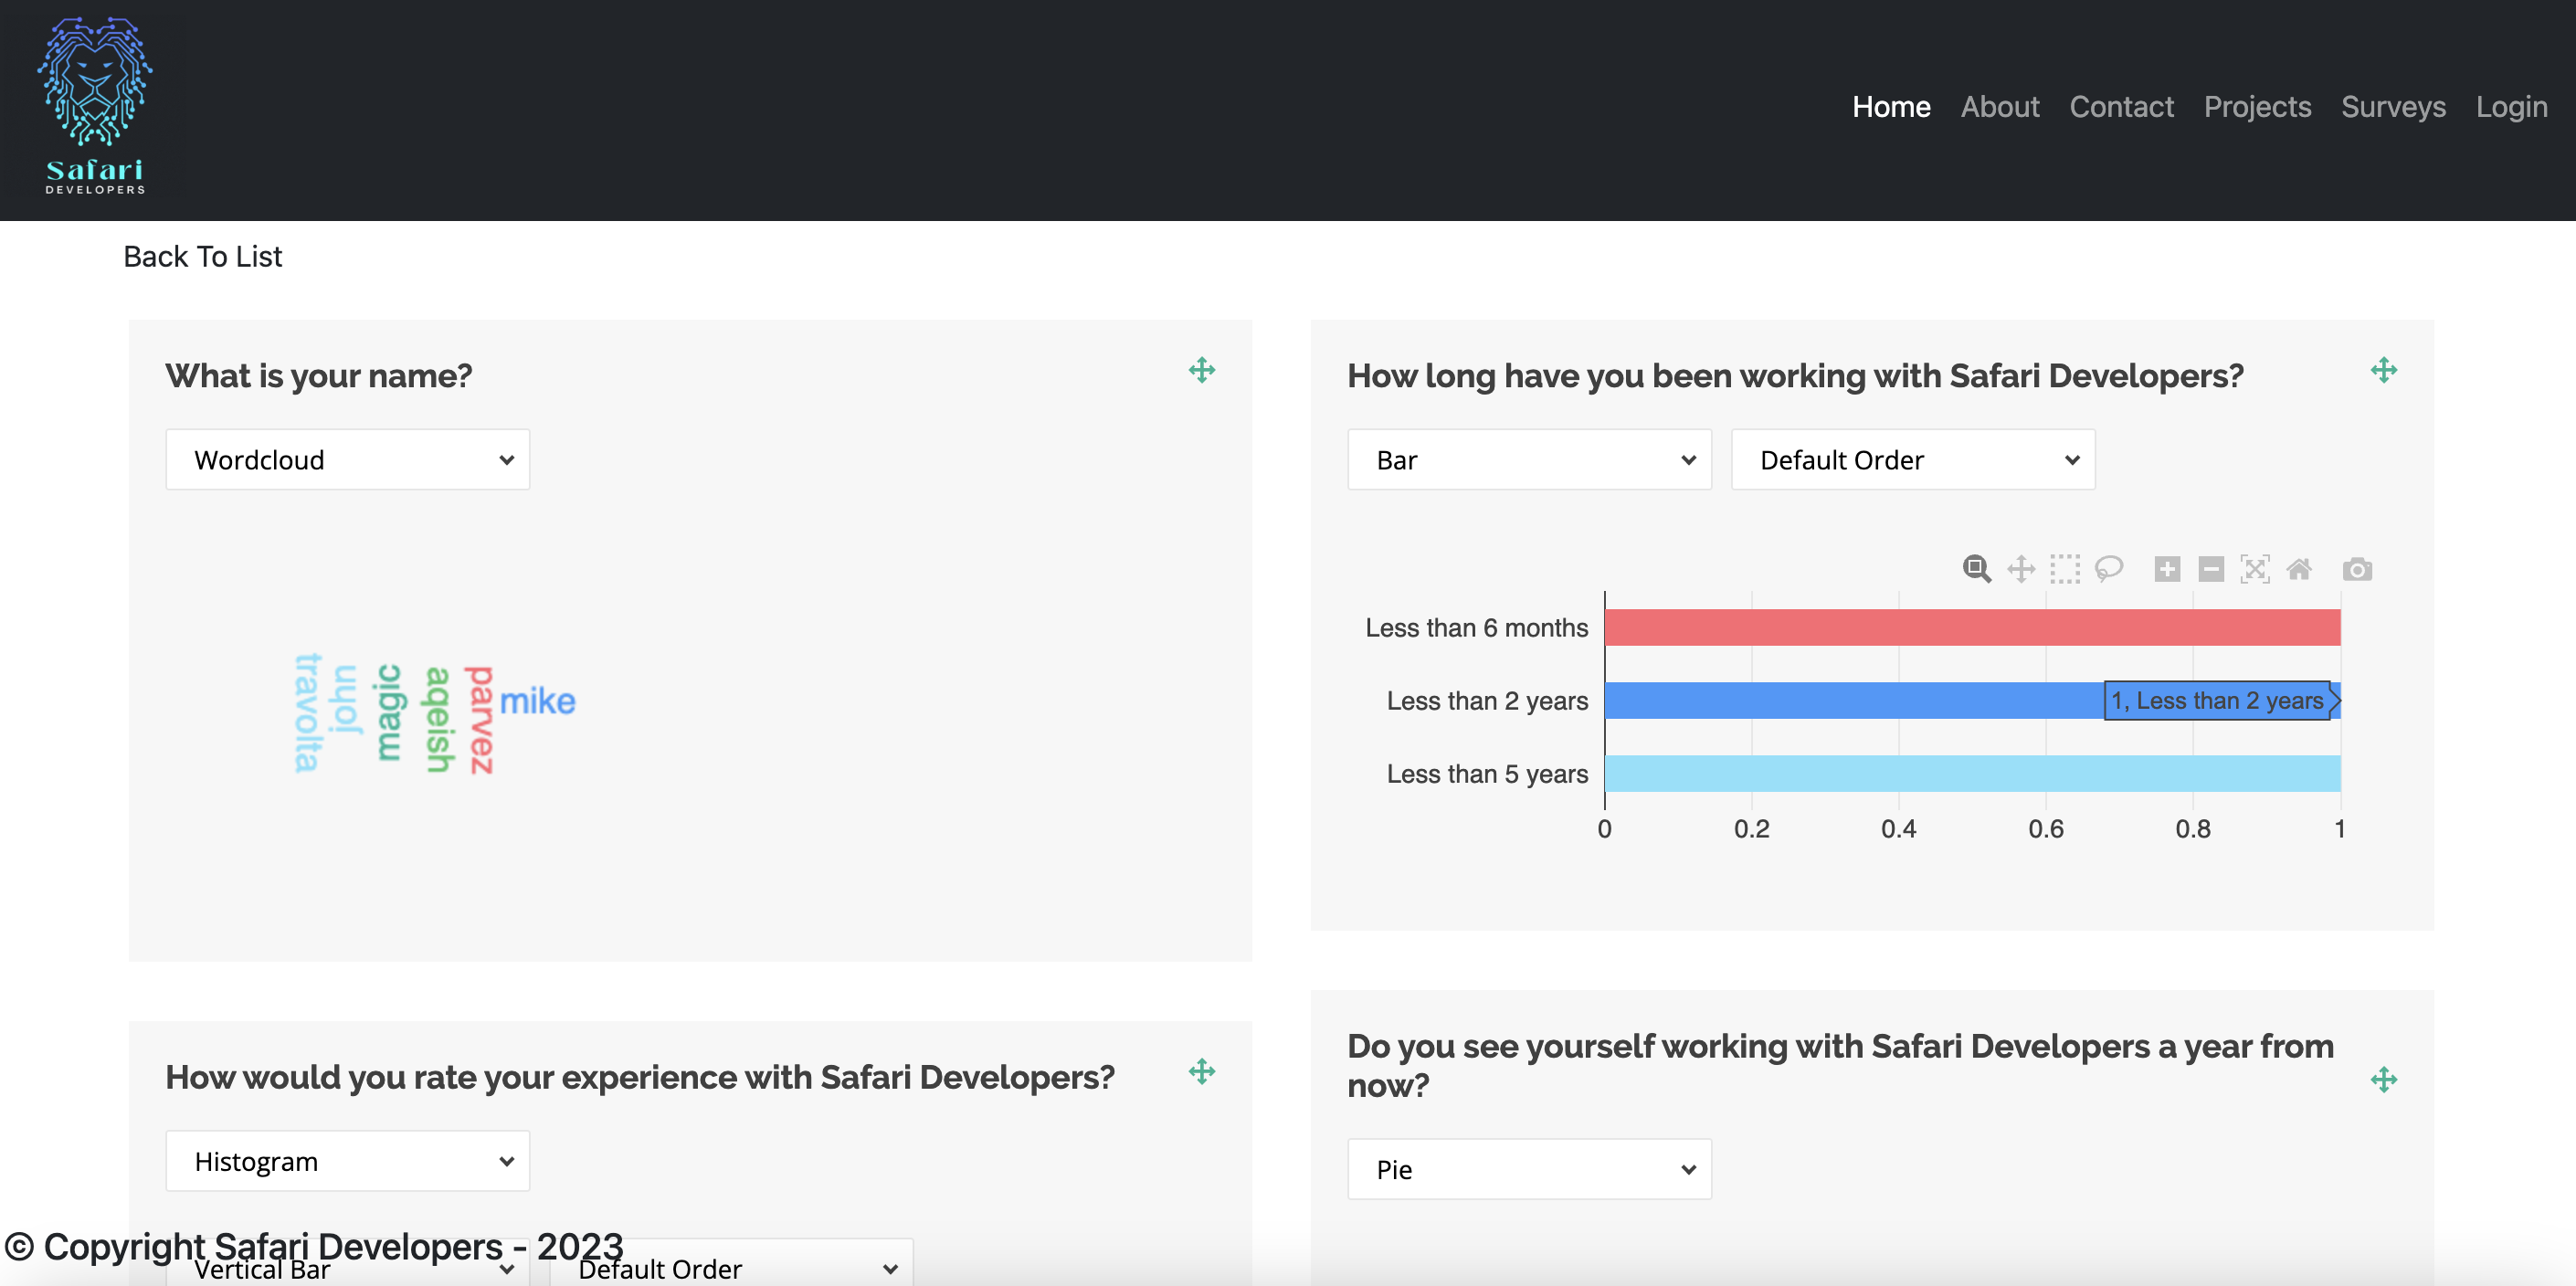 Safari
DEVELOPERS
Home About Contact Projects Surveys Login
Back To List
What is your name?
Wordcloud
travolta
john
magic
aqeish
parvez
mike
How long have you been working with Safari Developers?
Bar
Default Order
Less than 6 months
Less than 2 years
1, Less than 2 years
Less than 5 years
0 0.2 0.4 0.6 0.8 1
How would you rate your experience with Safari Developers?
Histogram
Vertical Bar
Default Order
Do you see yourself working with Safari Developers a year from
now?
Pie
© Copyright Safari Developers - 2023